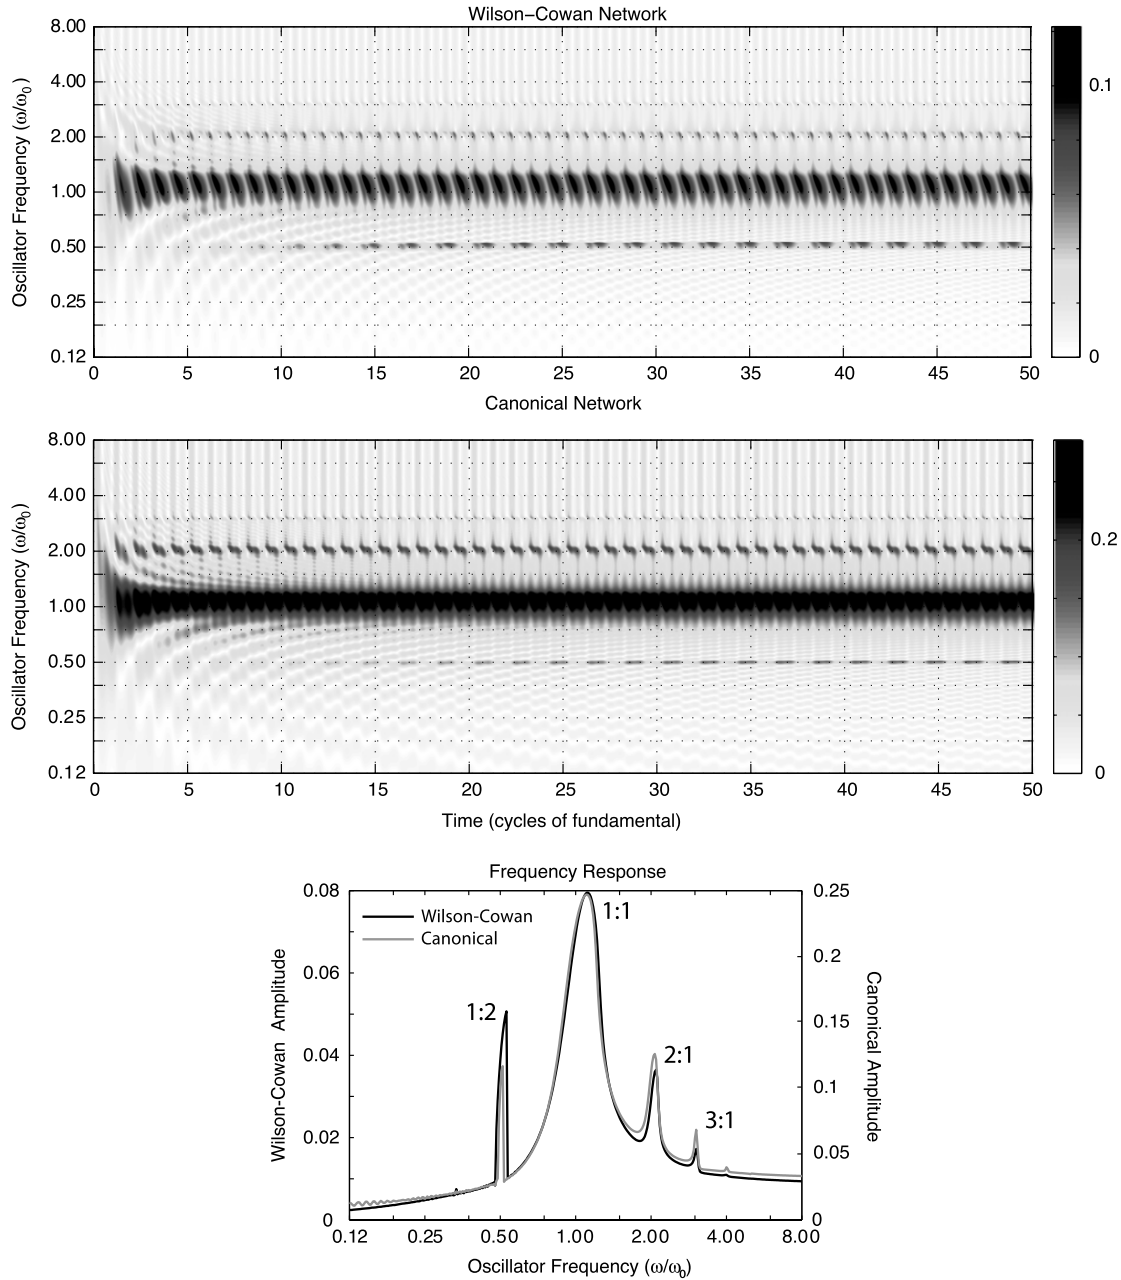 Wilson–Cowan Network
Oscillator Frequency (ω/ω0)
8.00
4.00
2.00
1.00
0.50
0.25
0.12
0 5 10 15 20 25 30 35 40 45 50
0.1
0
Canonical Network
Oscillator Frequency (ω/ω0)
8.00
4.00
2.00
1.00
0.50
0.25
0.12
0 5 10 15 20 25 30 35 40 45 50
0.2
0
Time (cycles of fundamental)
Frequency Response
Wilson-Cowan Amplitude
0.08
0.06
0.04
0.02
0
Wilson-Cowan
Canonical
1:2
1:1
2:1
3:1
0.25
0.2
0.15
0.1
0.05
0
Canonical Amplitude
0.12 0.25 0.50 1.00 2.00 4.00 8.00
Oscillator Frequency (ω/ω0)